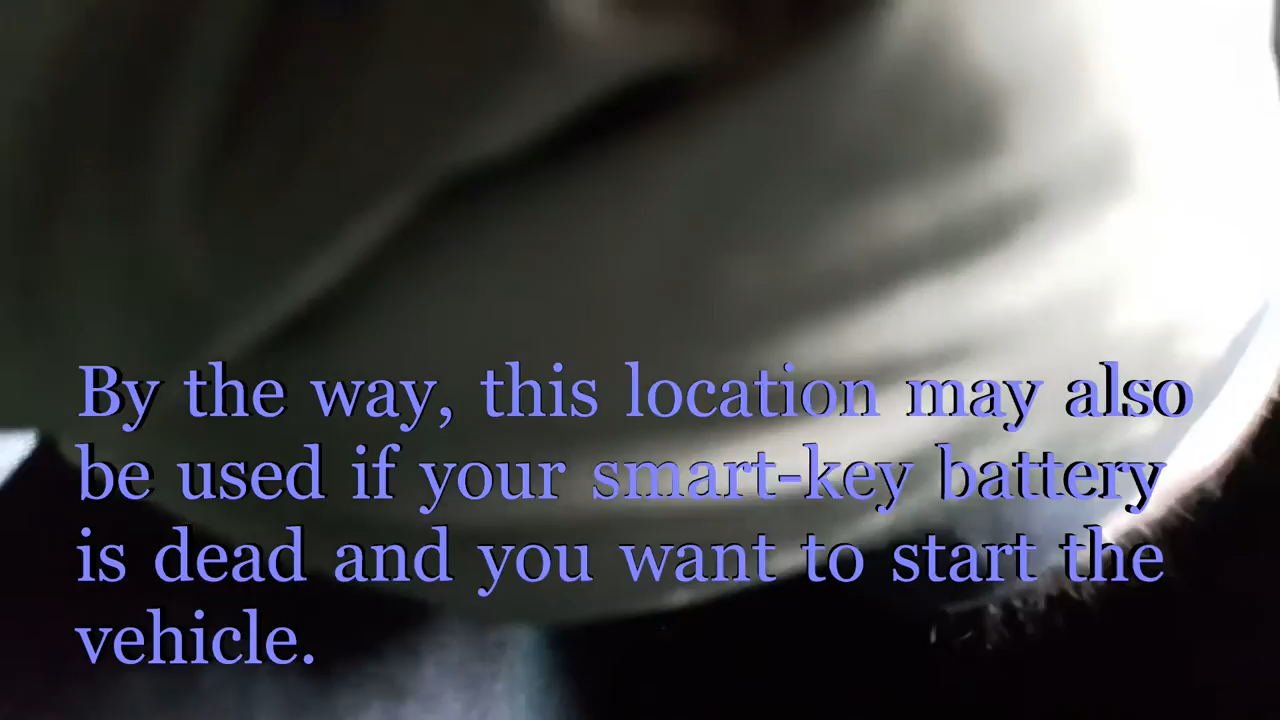 By the way, this location may also
be used if your smart-key battery
is dead and you want to start the
vehicle.